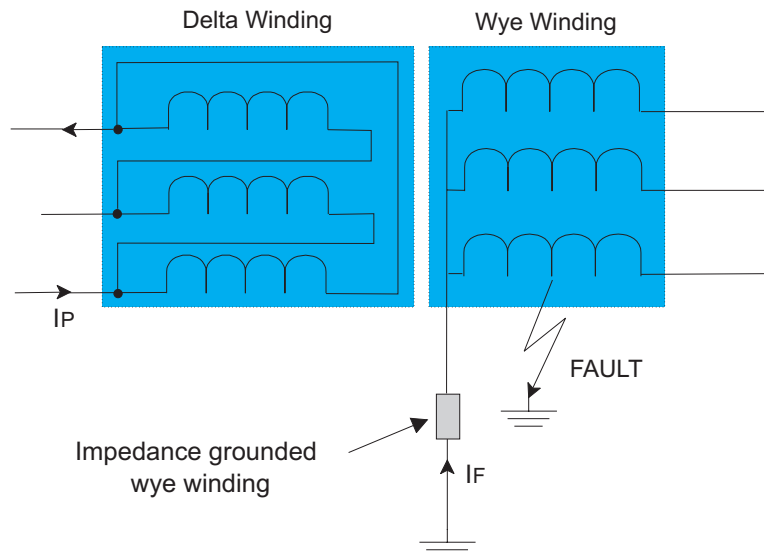 Delta Winding
Wye Winding
IP
FAULT
Impedance grounded
wye winding
IF